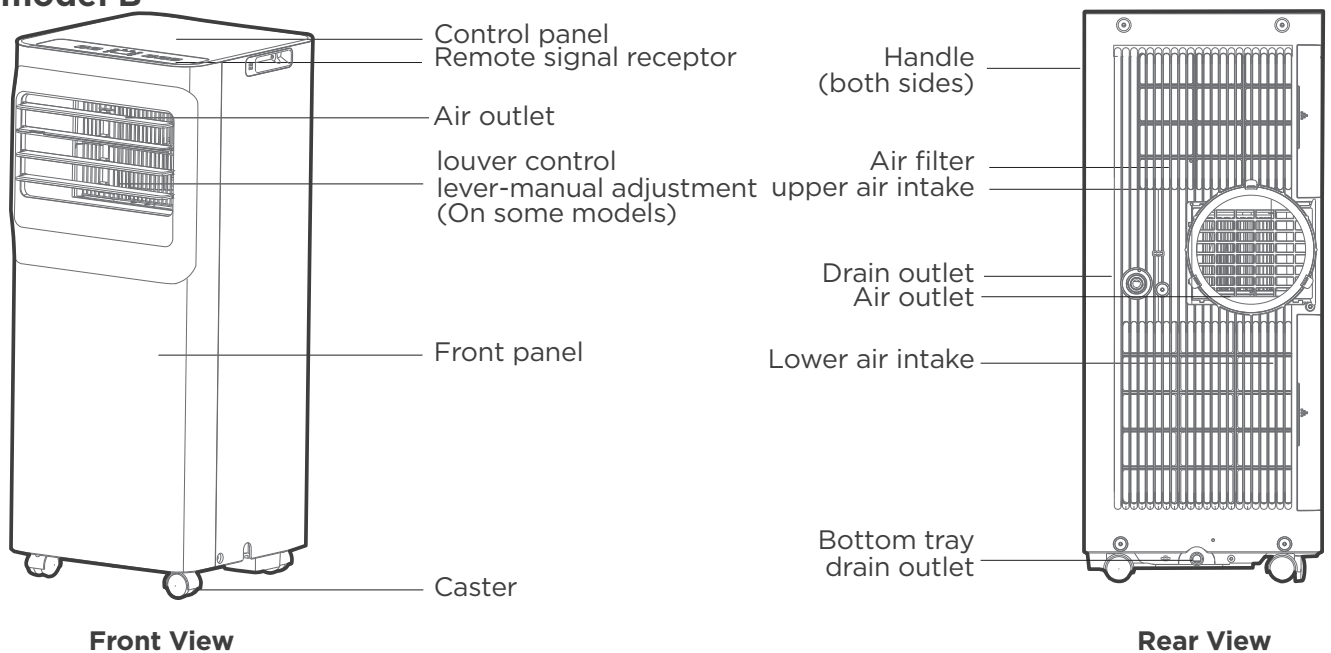 model B
Control panel
Remote signal receptor
Air outlet
louver control
lever-manual adjustment
(On some models)
Front panel
Caster
Front View
Handle
(both sides)
Air filter
upper air intake
Drain outlet
Air outlet
Lower air intake
Bottom tray
drain outlet
Rear View